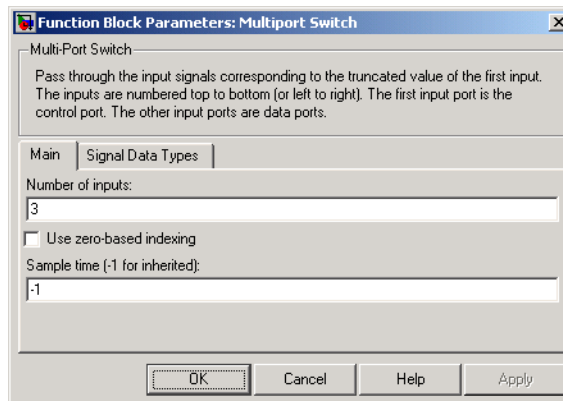 Function Block Parameters: Multiport Switch
Multi-Port Switch
Pass through the input signals corresponding to the truncated value of the first input.
The inputs are numbered top to bottom (or left to right). The first input port is the
control port. The other input ports are data ports.
Main
Signal Data Types
Number of inputs:
3
Use zero-based indexing
Sample time (-1 for inherited):
-1
OK
Cancel
Help
Apply